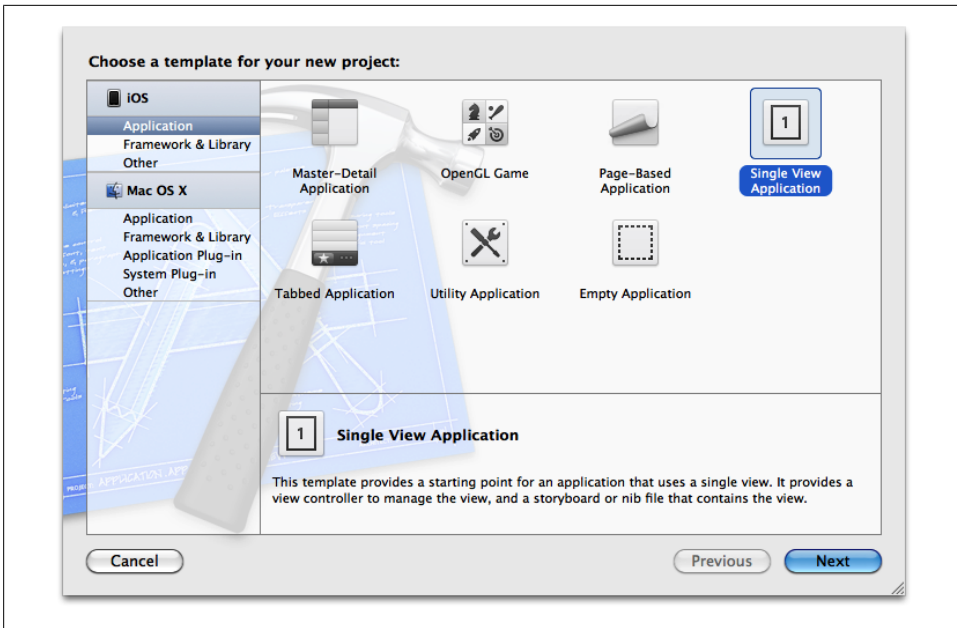 Choose a template for your new project:
iOS
Application
Framework & Library
Other
Mac OS X
Application
Framework & Library
Application Plug-in
System Plug-in
Other
Master-Detail
Application
OpenGL Game
Page-Based
Application
1
Single View
Application
Tabbed Application
Utility Application
Empty Application
1
Single View Application
This template provides a starting point for an application that uses a single view. It provides a
view controller to manage the view, and a storyboard or nib file that contains the view.
Cancel
Previous
Next